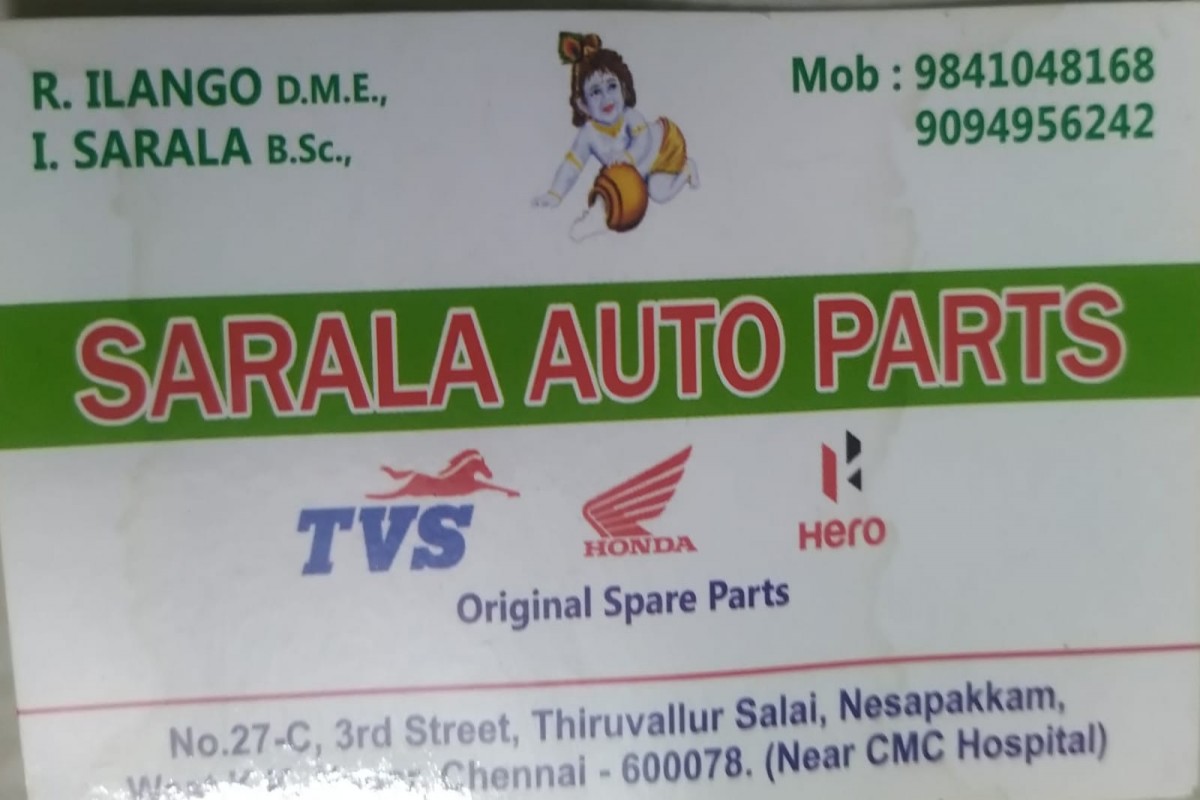 R. ILANGO D.M.E.,
I. SARALA B.Sc.,
Mob : 9841048168
9094956242
SARALA AUTO PARTS
TVS
HONDA
Hero
Original Spare Parts
No.27-C, 3rd Street, Thiruvallur Salai, Nesapakkam,
West Chennai - 600078. (Near CMC Hospital)